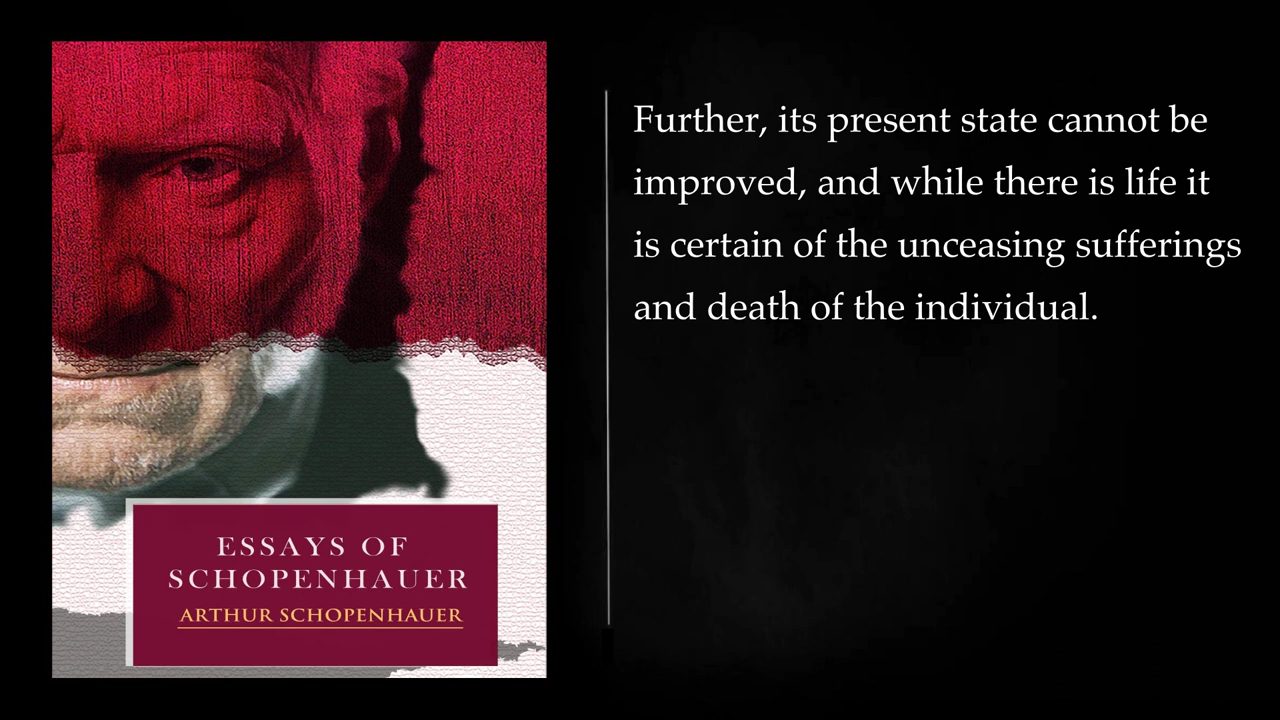 ESSAYS OF
SCHOPENHAUER
ARTHUR SCHOPENHAUER
Further, its present state cannot be
improved, and while there is life it
is certain of the unceasing sufferings
and death of the individual.